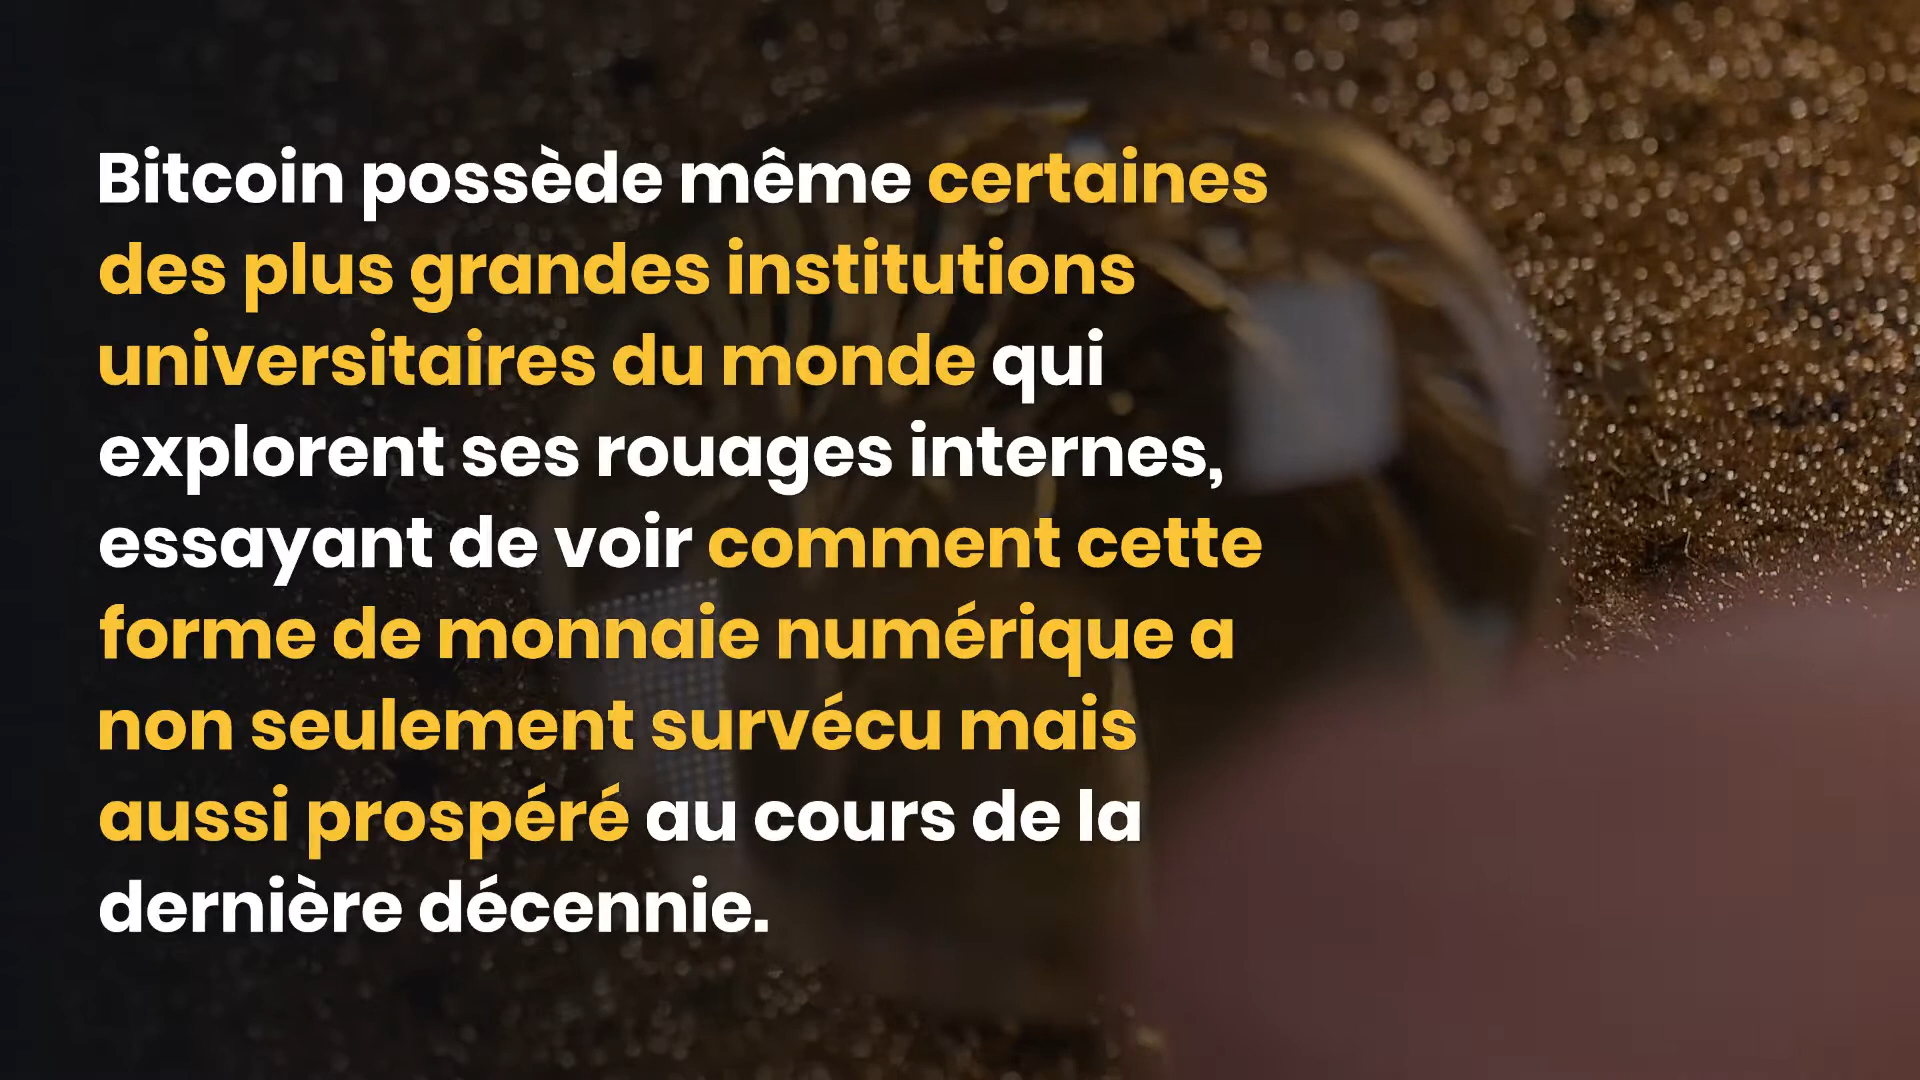 Bitcoin possède même certaines
des plus grandes institutions
universitaires du monde qui
explorent ses rouages internes,
essayant de voir comment cette
forme de monnaie numérique a
non seulement survécu mais
aussi prospéré au cours de la
dernière décennie.